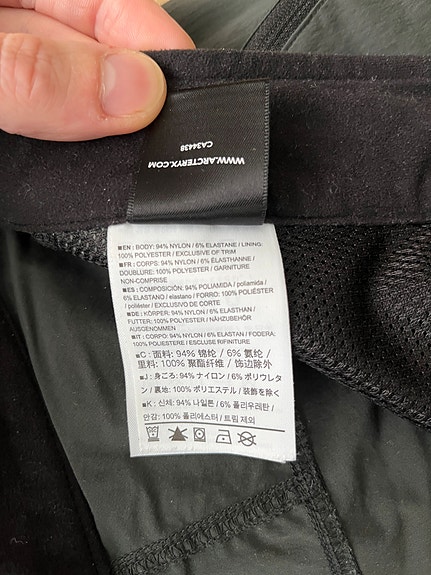 WWW.ARCTERYX.COM
CA34438
■EN: BODY: 94% NYLON / 6% ELASTANE / LINING:
100% POLYESTER / EXCLUSIVE OF TRIM
■FR : CORPS: 94% NYLON / 6% ÉLASTHANNE /
DOUBLURE: 100% POLYESTER / GARNITURE
NON-COMPRISE
■ES : COMPOSICIÓN: 94% POLIAMIDA / poliamida /
6% ELASTANO / elastano / FORRO: 100% POLIÉSTER
/ poliéster / EXCLUSIVO DE CORTE
■DE: KÖRPER: 94% NYLON / 6% ELASTHAN /
FUTTER: 100% POLYESTER / NÄHZUBEHÖR
AUSGENOMMEN
■IT : CORPO: 94% NYLON / 6% ELASTAN / FODERA:
100% POLIESTERE / ESCLUSE RIFINITURE
■C : 面料: 94% 锦纶 / 6% 氨纶 /
里料: 100% 聚酯纤维 / 饰边除外
■J : 身ごろ: 94% ナイロン / 6% ポリウレタ
ン / 裏地: 100% ポリエステル / 装飾を除く
■K : 신체: 94% 나일론 / 6% 폴리우레탄 /
안감: 100% 폴리에스터 / 트림 제외